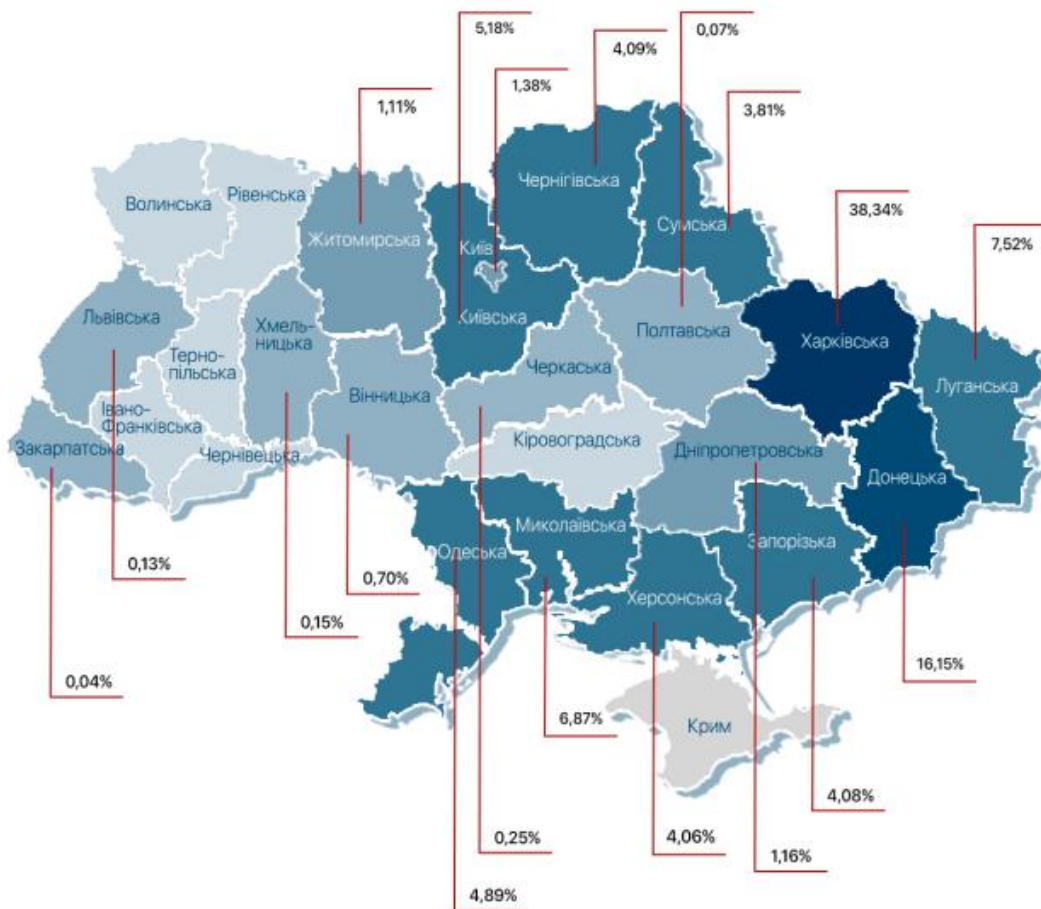 5,18%
4,09%
0,07%
1,38%
1,11%
3,81%
38,34%
7,52%
Волинська
Рівенська
Житомирська
Київ
Київська
Чернігівська
Сумська
Львівська
Терно-
пільська
Хмель-
ницька
Вінницька
Черкаська
Полтавська
Харківська
Луганська
Івано-
Франківська
Закарпатська
Чернівецька
Кіровоградська
Дніпропетровська
Донецька
Одеська
Миколаївська
Херсонська
Запорізька
Крим
0,13%
0,70%
0,15%
0,04%
6,87%
16,15%
4,08%
4,06%
0,25%
1,16%
4,89%